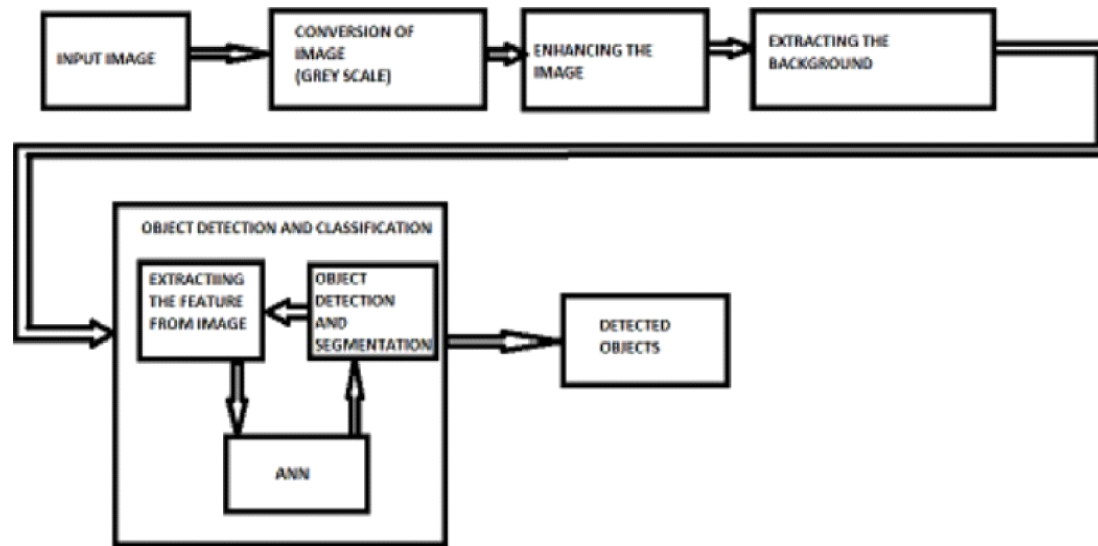 INPUT IMAGE
CONVERSION OF
IMAGE
(GREY SCALE)
ENHANCING THE
IMAGE
EXTRACTING THE
BACKGROUND
OBJECT DETECTION AND CLASSIFICATION
EXTRACTIING
THE FEATURE
FROM IMAGE
OBJECT
DETECTION
AND
SEGMENTATION
ANN
DETECTED
OBJECTS